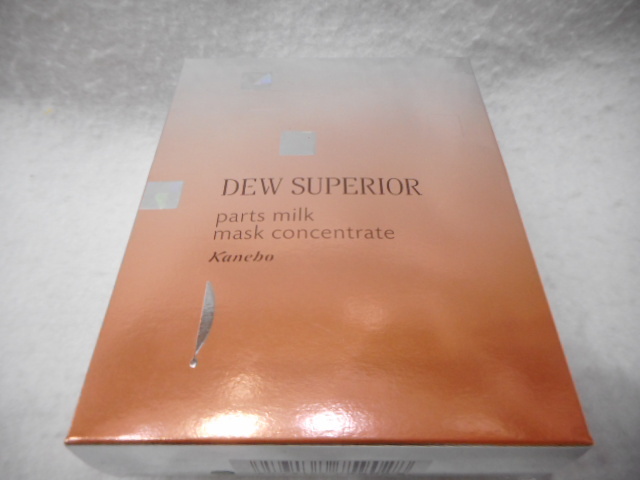 DEW SUPERIOR
parts milk
mask concentrate
Kanebo